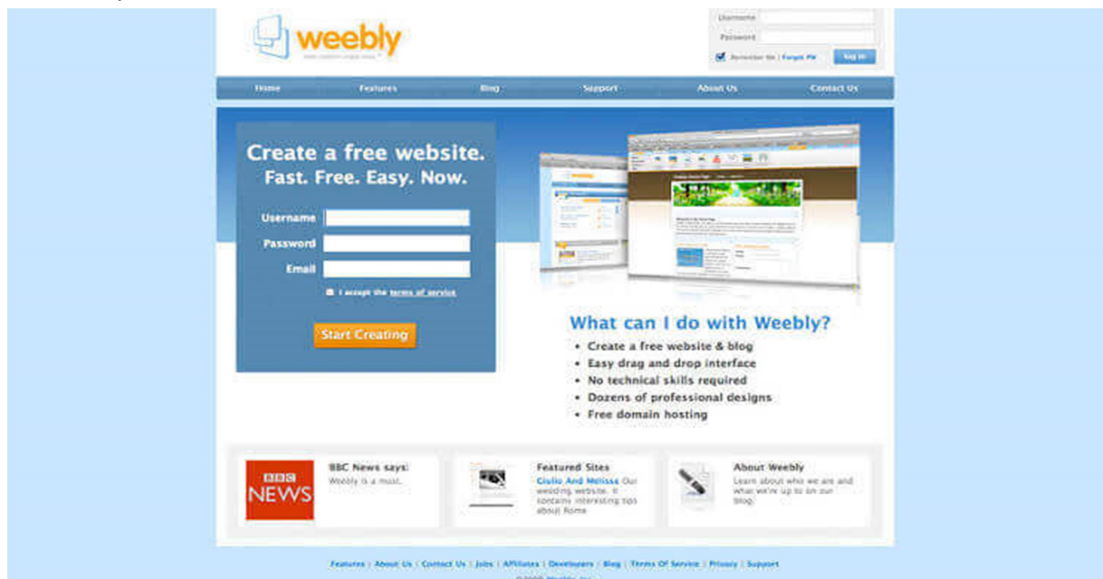 weebly
Username
Password
Remember Me | Forgot PW
log in
Home
Features
Blog
Support
About Us
Contact Us
Create a free website.
Fast. Free. Easy. Now.
Username
Password
Email
I accept the terms of service
Start Creating
What can I do with Weebly?
• Create a free website & blog
• Easy drag and drop interface
• No technical skills required
• Dozens of professional designs
• Free domain hosting
BBC
NEWS
BBC News says:
Weebly is a must.
Featured Sites
Giulio And Melissa Our
wedding website. It
contains interesting tips
about Rome
About Weebly
Learn about who we are and
what we're up to on our
blog.
Features | About Us | Contact Us | Jobs | Affiliates | Developers | Blog | Terms Of Service | Privacy | Support
Weebly, Inc.